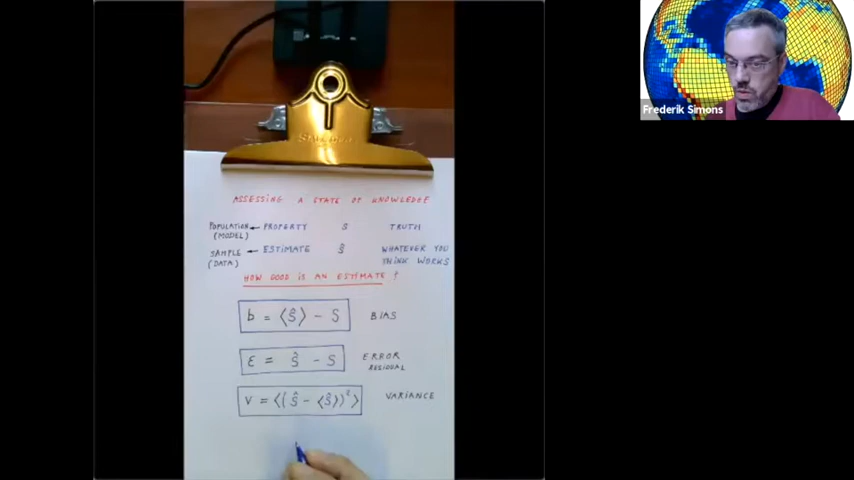 Frederik Simons
ASSESSING A STATE OF KNOWLEDGE
POPULATION ← PROPERTY S TRUTH
(MODEL)
SAMPLE ← ESTIMATE Ŝ WHATEVER YOU
(DATA) THINK WORKS
HOW GOOD IS AN ESTIMATE ?
b = ⟨Ŝ⟩ - S BIAS
ε = Ŝ - S ERROR
RESIDUAL
V = ⟨(Ŝ - ⟨Ŝ⟩)²⟩ VARIANCE